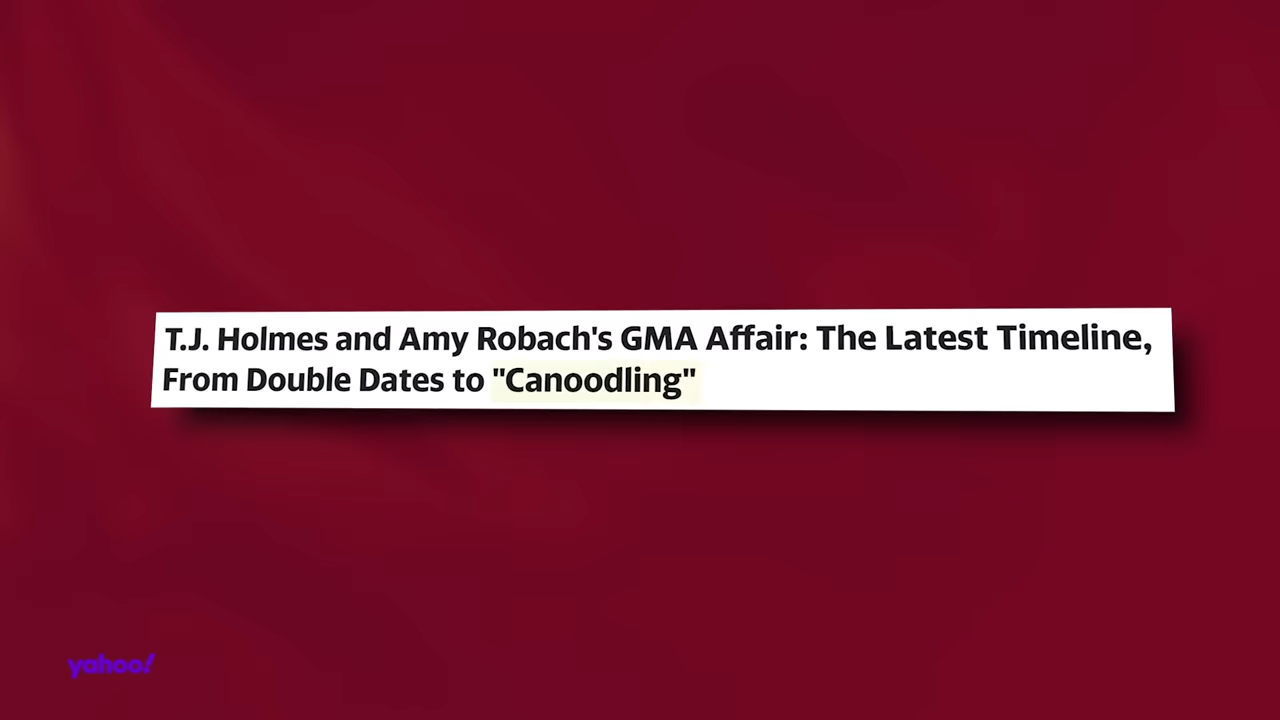 T.J. Holmes and Amy Robach's GMA Affair: The Latest Timeline,
From Double Dates to "Canoodling"
yahoo!